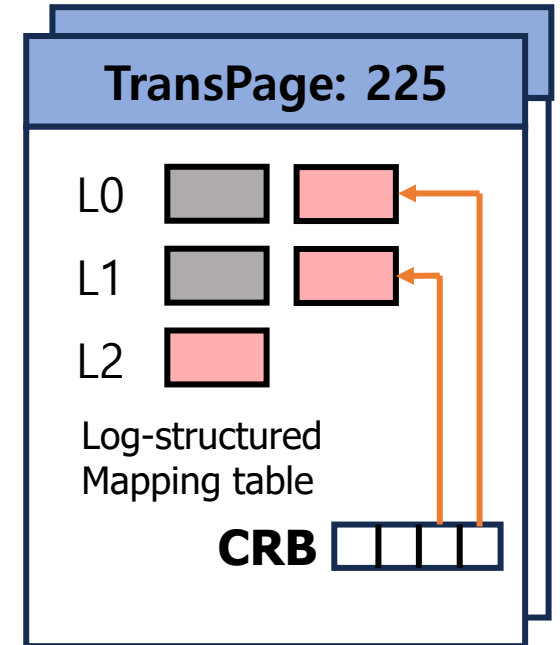 TransPage: 225
L0
L1
L2
Log-structured
Mapping table
CRB